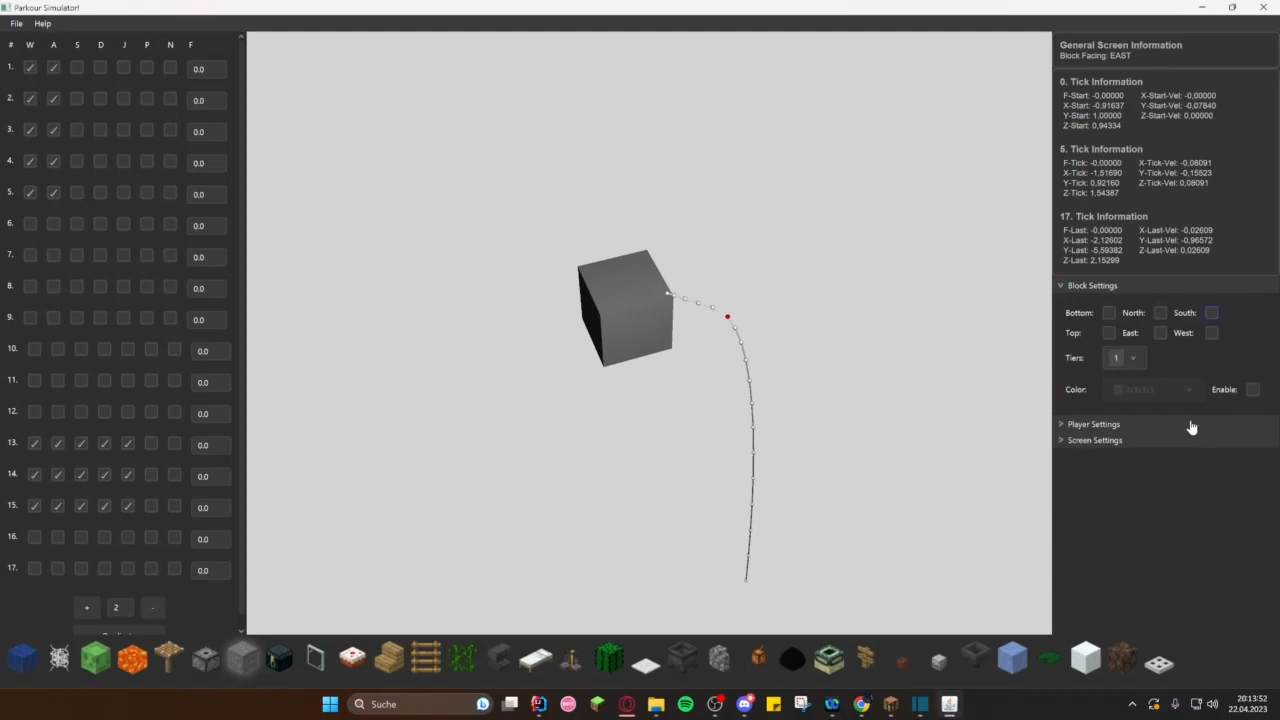 Parkour Simulator!
File Help
# W A S D J P N F
1. 0.0
2. 0.0
3. 0.0
4. 0.0
5. 0.0
6. 0.0
7. 0.0
8. 0.0
9. 0.0
10. 0.0
11. 0.0
12. 0.0
13. 0.0
14. 0.0
15. 0.0
16. 0.0
17. 0.0
+ 2 -
General Screen Information
Block Facing: EAST
0. Tick Information
F-Start: -0,00000 X-Start-Vel: -0,00000
X-Start: -0,91637 Y-Start-Vel: -0,07840
Y-Start: 1,00000 Z-Start-Vel: 0,00000
Z-Start: 0,94334
5. Tick Information
F-Tick: -0,00000 X-Tick-Vel: -0,08091
X-Tick: -1,51690 Y-Tick-Vel: -0,15523
Y-Tick: 0,92160 Z-Tick-Vel: 0,08091
Z-Tick: 1,54387
17. Tick Information
F-Last: -0,00000 X-Last-Vel: -0,02609
X-Last: -2,12602 Y-Last-Vel: -0,96572
Y-Last: -5,59382 Z-Last-Vel: 0,02609
Z-Last: 2,15299
Block Settings
Bottom: North: South:
Top: East: West:
Tiers: 1
Color: Enable:
Player Settings
Screen Settings
Suche
20:13:52
22.04.2023